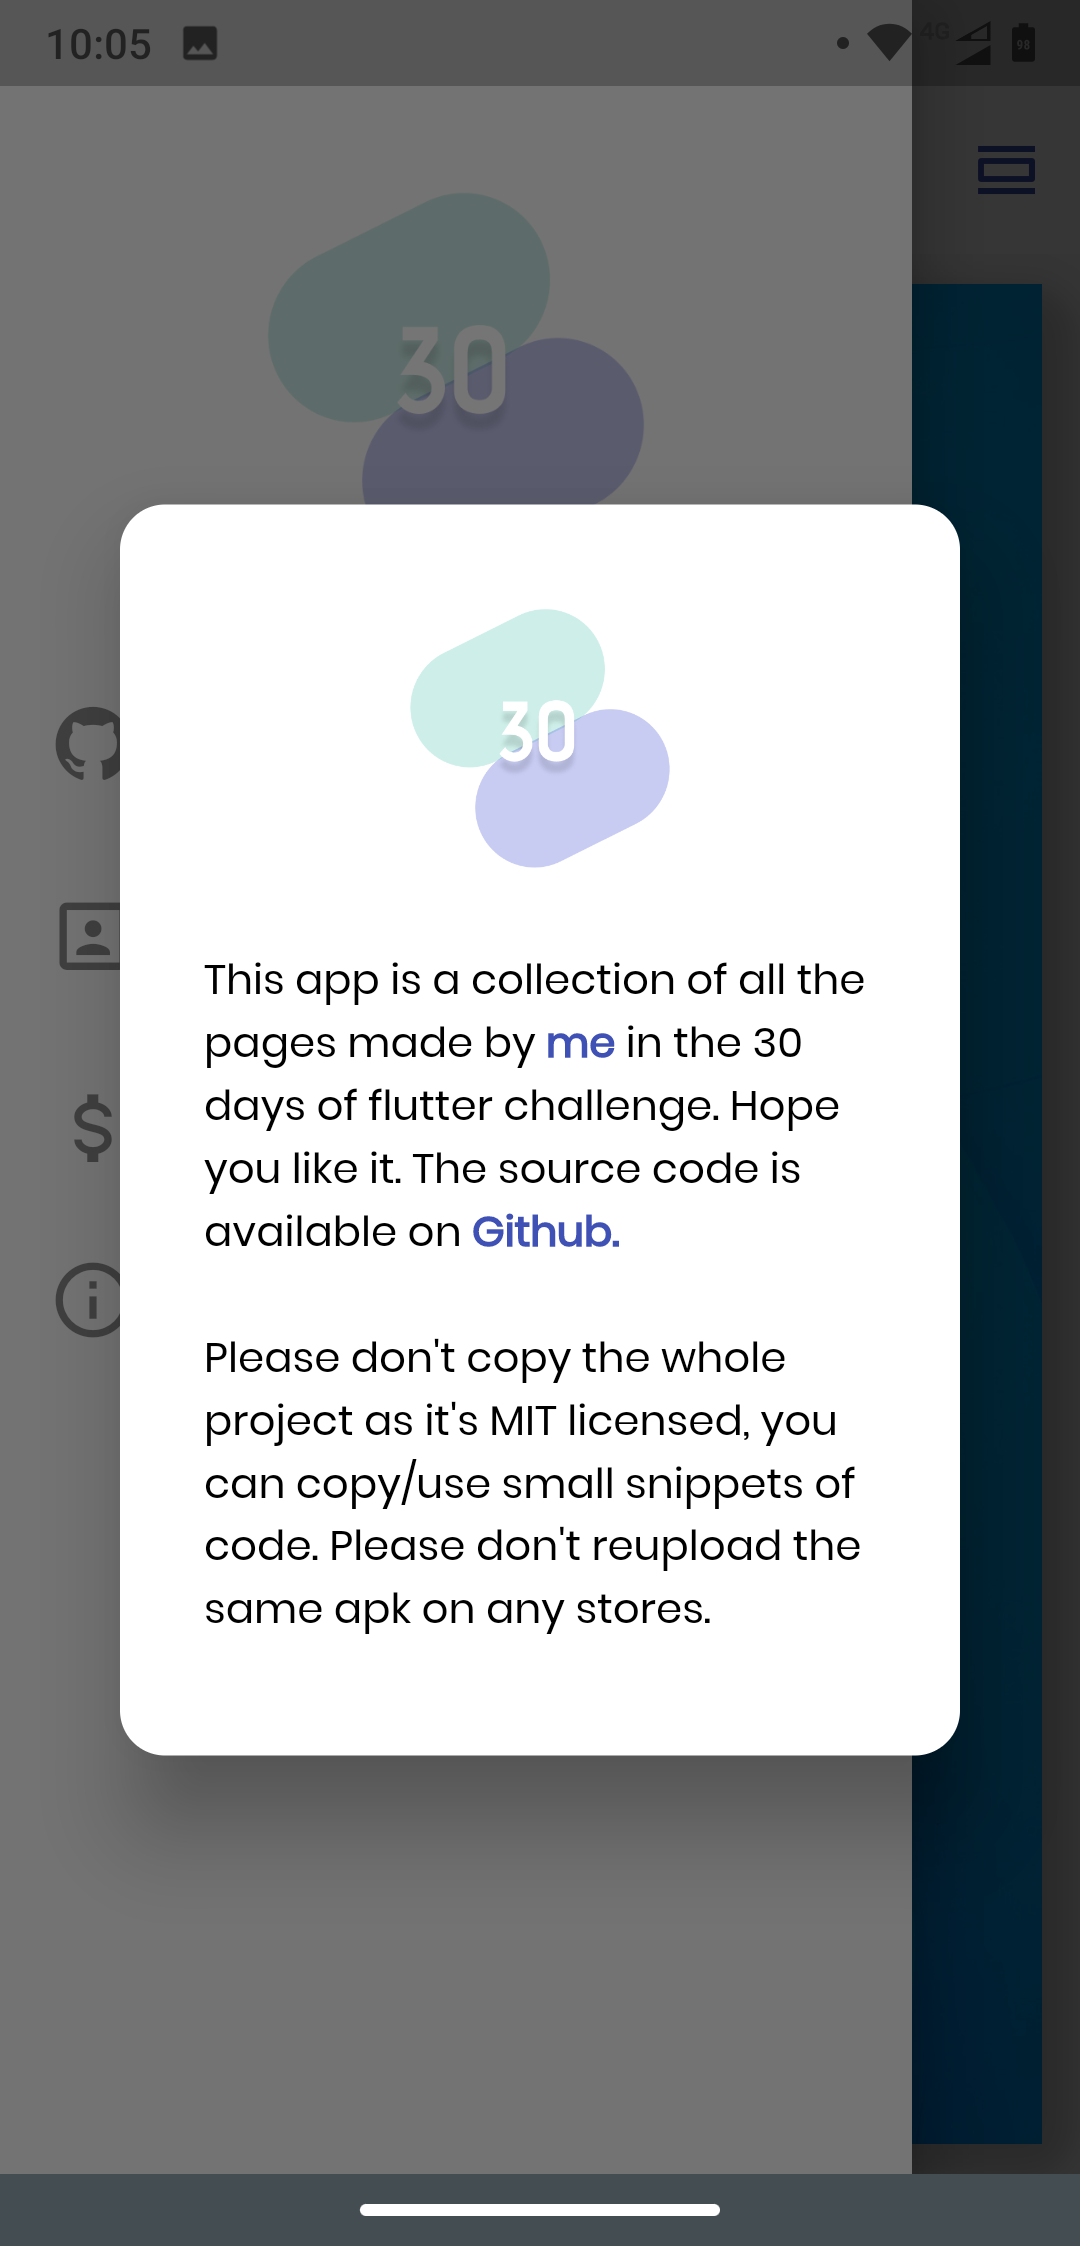 10:05
4G
98
30
30
This app is a collection of all the
pages made by me in the 30
days of flutter challenge. Hope
you like it. The source code is
available on Github.
Please don't copy the whole
project as it's MIT licensed, you
can copy/use small snippets of
code. Please don't reupload the
same apk on any stores.